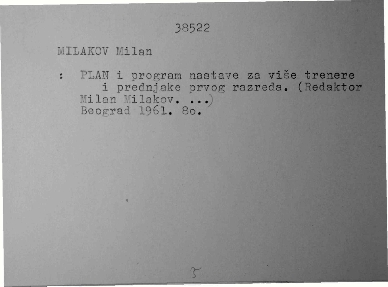 38522
MILAKOV Milan
: PLAN i program nastave za više trenere
i prednjake prvog razreda. (Redaktor
Milan Milakov. ...)
Beograd 1961. 8o.